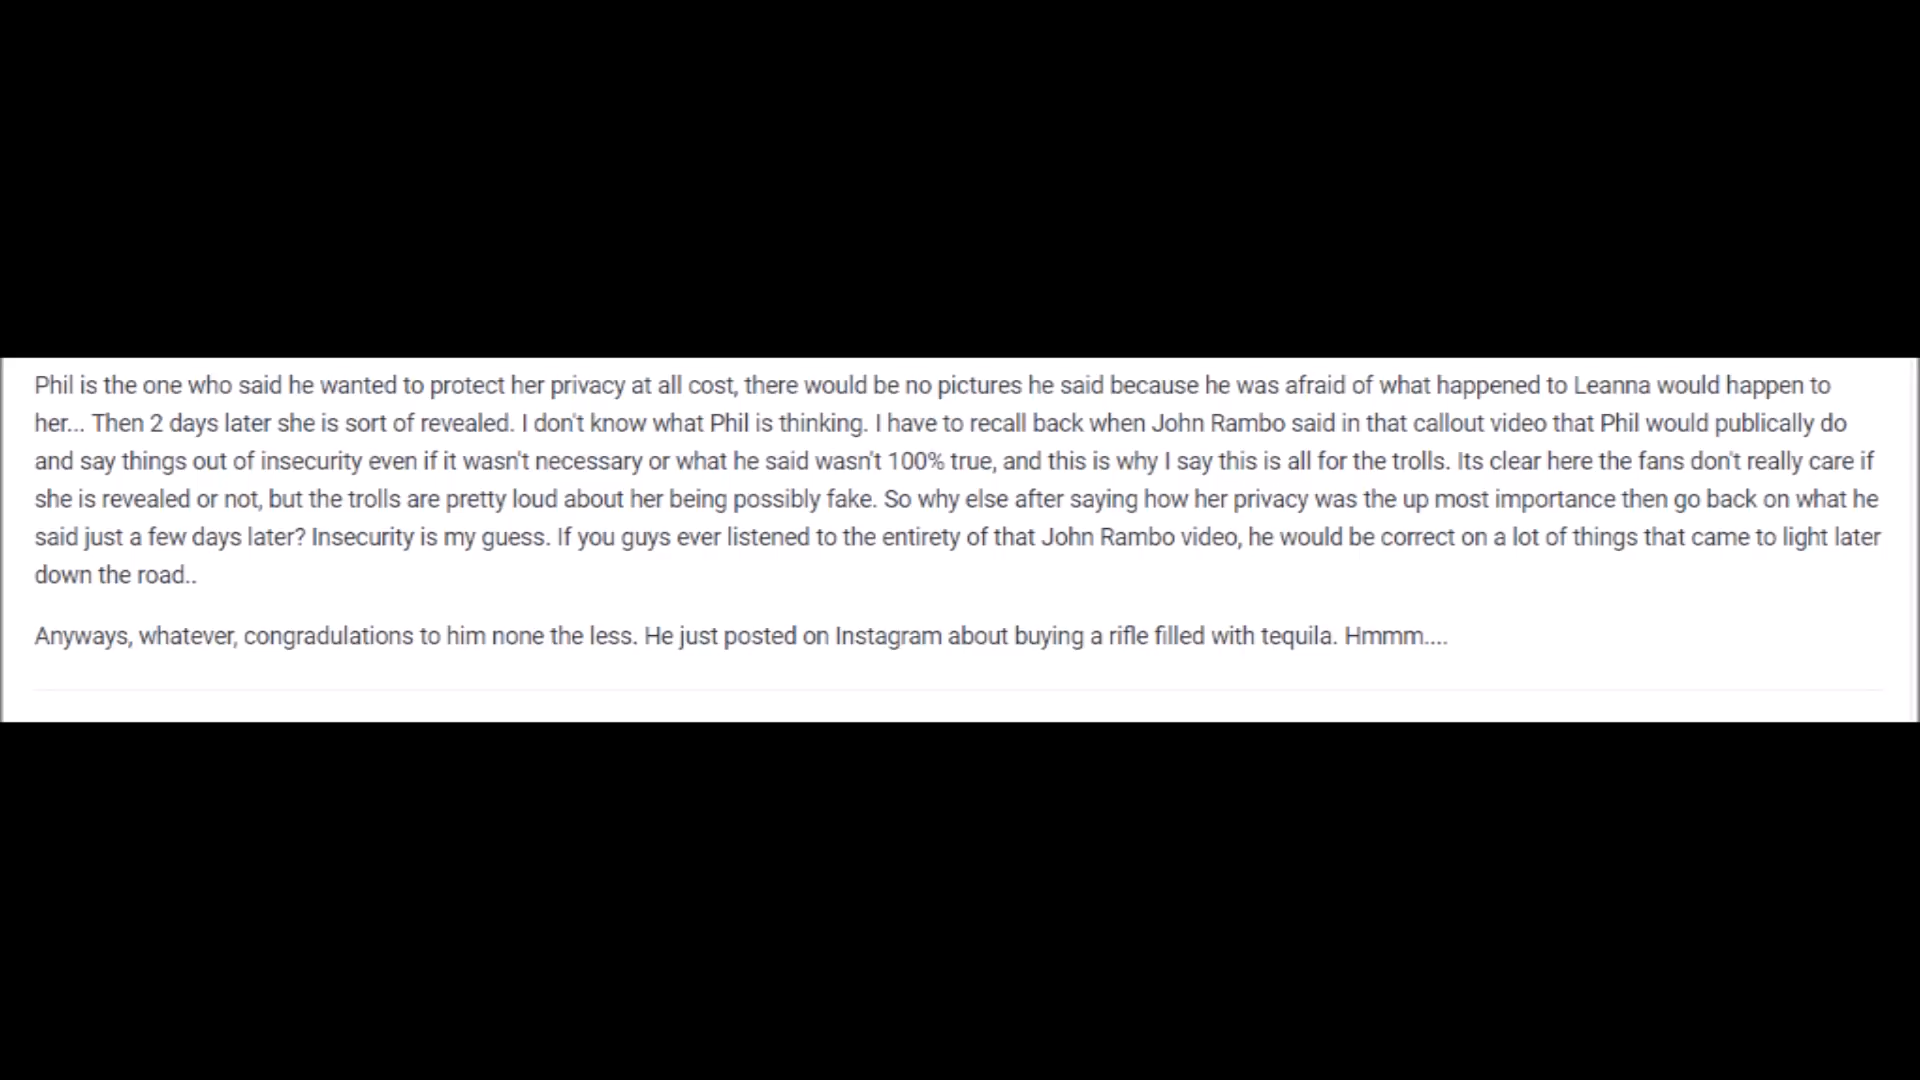 Phil is the one who said he wanted to protect her privacy at all cost, there would be no pictures he said because he was afraid of what happened to Leanna would happen to
her... Then 2 days later she is sort of revealed. I don't know what Phil is thinking. I have to recall back when John Rambo said in that callout video that Phil would publically do
and say things out of insecurity even if it wasn't necessary or what he said wasn't 100% true, and this is why I say this is all for the trolls. Its clear here the fans don't really care if
she is revealed or not, but the trolls are pretty loud about her being possibly fake. So why else after saying how her privacy was the up most importance then go back on what he
said just a few days later? Insecurity is my guess. If you guys ever listened to the entirety of that John Rambo video, he would be correct on a lot of things that came to light later
down the road..
Anyways, whatever, congradulations to him none the less. He just posted on Instagram about buying a rifle filled with tequila. Hmmm....